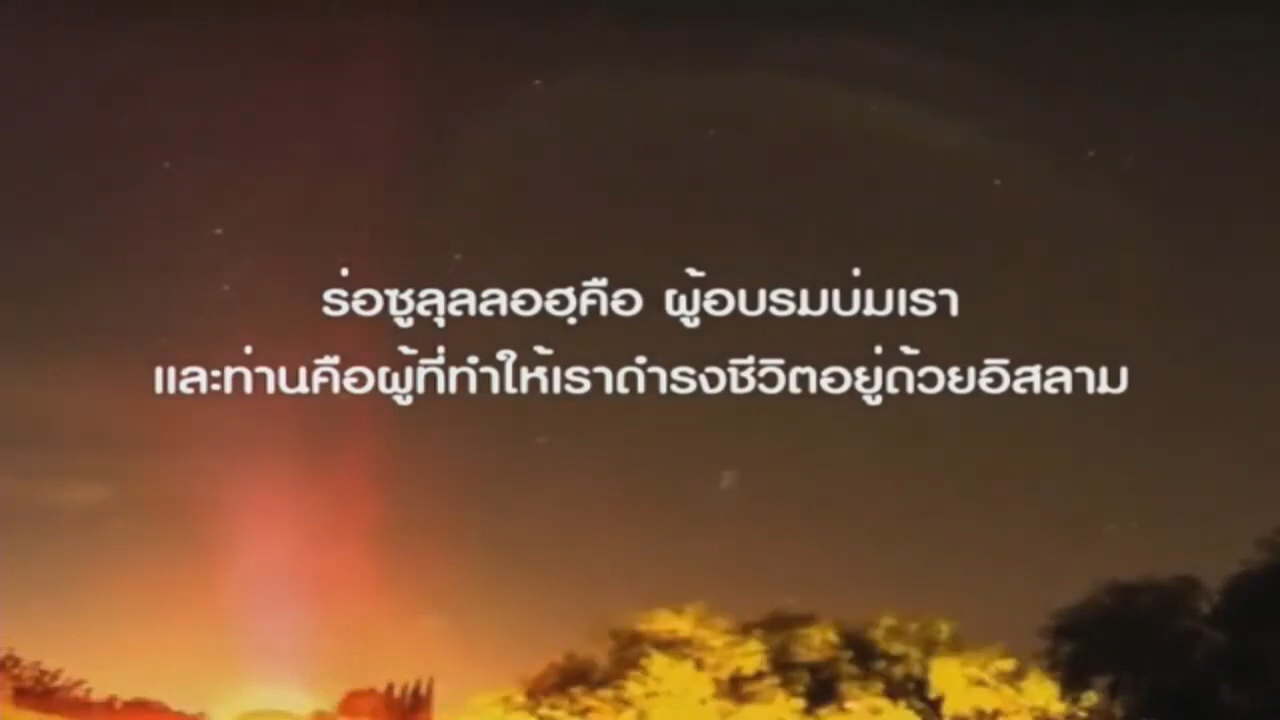 ร่อซูลุลลอฮฺคือ ผู้อบรมบ่มเรา
และท่านคือผู้ที่ทำให้เราดำรงชีวิตอยู่ด้วยอิสลาม